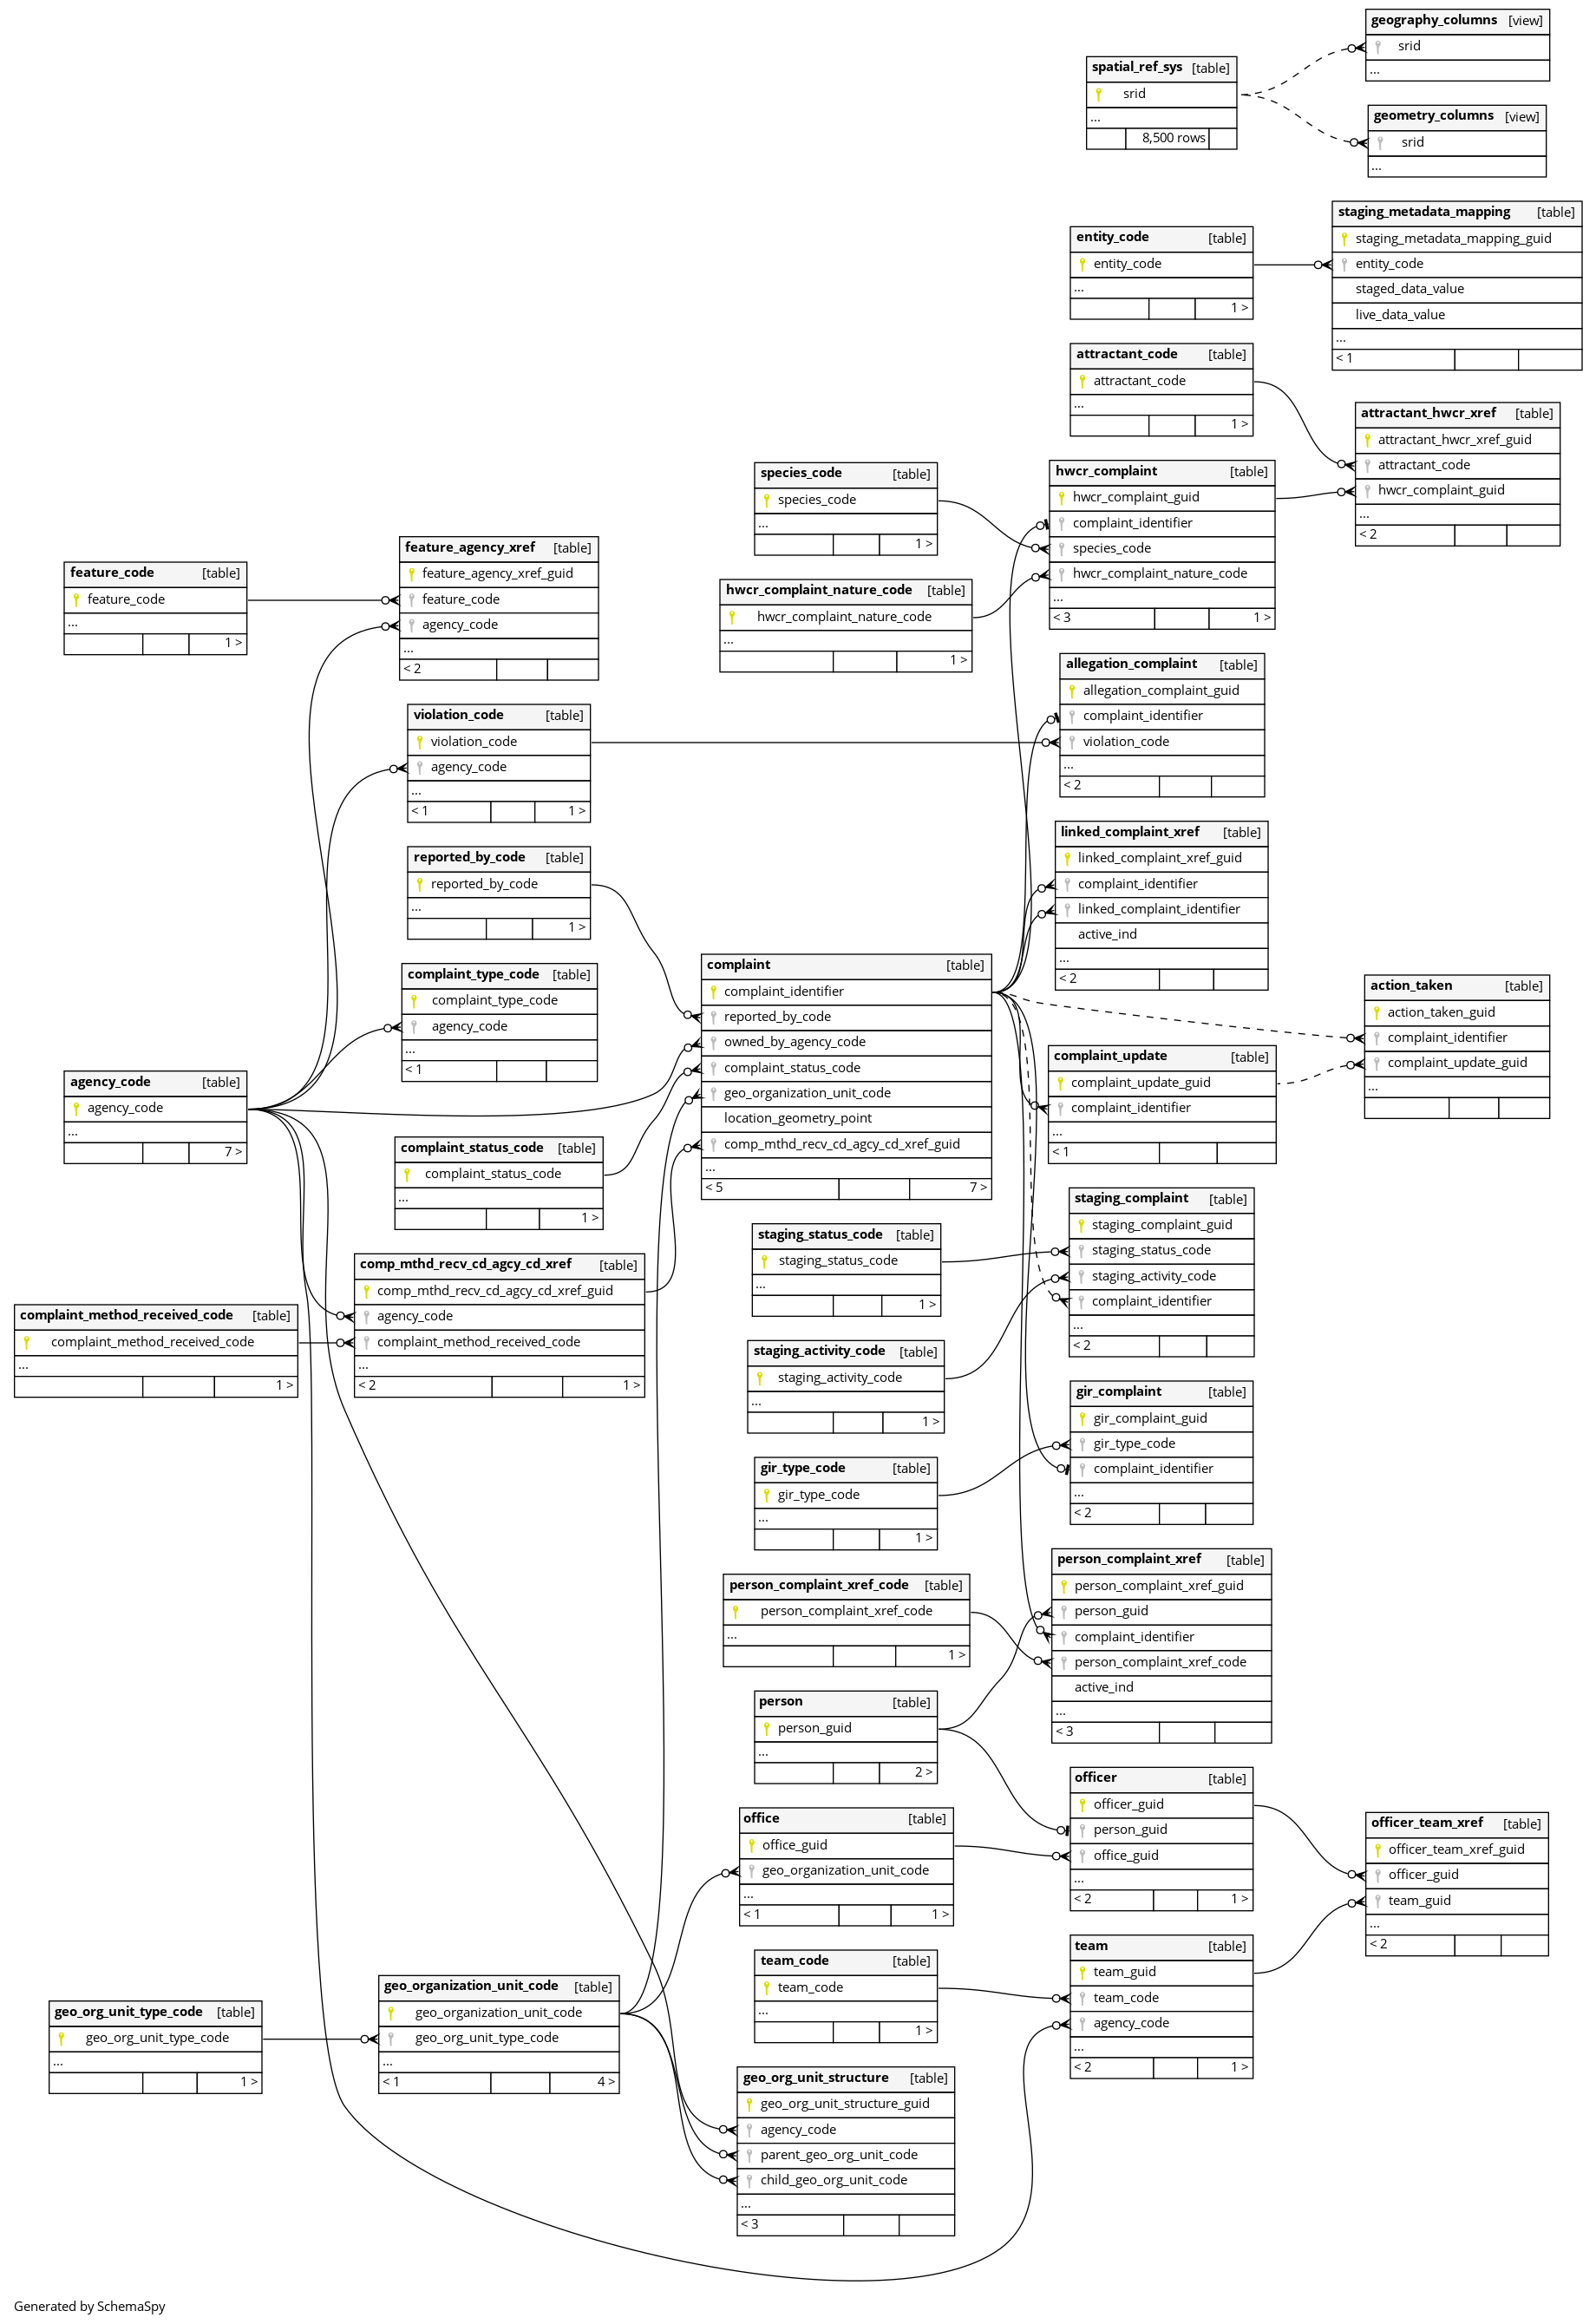 geography_columns [view]
srid
...
spatial_ref_sys [table]
srid
...
8,500 rows
geometry_columns [view]
srid
...
staging_metadata_mapping [table]
staging_metadata_mapping_guid
entity_code
staged_data_value
live_data_value
...
< 1
entity_code [table]
entity_code
...
1 >
attractant_code [table]
attractant_code
...
1 >
attractant_hwcr_xref [table]
attractant_hwcr_xref_guid
attractant_code
hwcr_complaint_guid
...
< 2
species_code [table]
species_code
...
1 >
hwcr_complaint [table]
hwcr_complaint_guid
complaint_identifier
species_code
hwcr_complaint_nature_code
...
< 3 1 >
feature_agency_xref [table]
feature_agency_xref_guid
feature_code
agency_code
...
< 2
feature_code [table]
feature_code
...
1 >
hwcr_complaint_nature_code [table]
hwcr_complaint_nature_code
...
1 >
allegation_complaint [table]
allegation_complaint_guid
complaint_identifier
violation_code
...
< 2
violation_code [table]
violation_code
agency_code
...
< 1 1 >
linked_complaint_xref [table]
linked_complaint_xref_guid
complaint_identifier
linked_complaint_identifier
active_ind
...
< 2
reported_by_code [table]
reported_by_code
...
1 >
complaint [table]
complaint_identifier
reported_by_code
owned_by_agency_code
complaint_status_code
geo_organization_unit_code
location_geometry_point
comp_mthd_recv_cd_agcy_cd_xref_guid
...
< 5 7 >
complaint_type_code [table]
complaint_type_code
agency_code
...
< 1
action_taken [table]
action_taken_guid
complaint_identifier
complaint_update_guid
...
complaint_update [table]
complaint_update_guid
complaint_identifier
...
< 1
agency_code [table]
agency_code
...
7 >
complaint_status_code [table]
complaint_status_code
...
1 >
staging_complaint [table]
staging_complaint_guid
staging_status_code
staging_activity_code
complaint_identifier
...
< 2
staging_status_code [table]
staging_status_code
...
1 >
comp_mthd_recv_cd_agcy_cd_xref [table]
comp_mthd_recv_cd_agcy_cd_xref_guid
agency_code
complaint_method_received_code
...
< 2 1 >
complaint_method_received_code [table]
complaint_method_received_code
...
1 >
staging_activity_code [table]
staging_activity_code
...
1 >
gir_complaint [table]
gir_complaint_guid
gir_type_code
complaint_identifier
...
< 2
gir_type_code [table]
gir_type_code
...
1 >
person_complaint_xref [table]
person_complaint_xref_guid
person_guid
complaint_identifier
person_complaint_xref_code
active_ind
...
< 3
person_complaint_xref_code [table]
person_complaint_xref_code
...
1 >
person [table]
person_guid
...
2 >
officer [table]
officer_guid
person_guid
office_guid
...
< 2 1 >
office [table]
office_guid
geo_organization_unit_code
...
< 1 1 >
officer_team_xref [table]
officer_team_xref_guid
officer_guid
team_guid
...
< 2
team [table]
team_guid
team_code
agency_code
...
< 2 1 >
team_code [table]
team_code
...
1 >
geo_organization_unit_code [table]
geo_organization_unit_code
geo_org_unit_type_code
...
< 1 4 >
geo_org_unit_type_code [table]
geo_org_unit_type_code
...
1 >
geo_org_unit_structure [table]
geo_org_unit_structure_guid
agency_code
parent_geo_org_unit_code
child_geo_org_unit_code
...
< 3
Generated by SchemaSpy